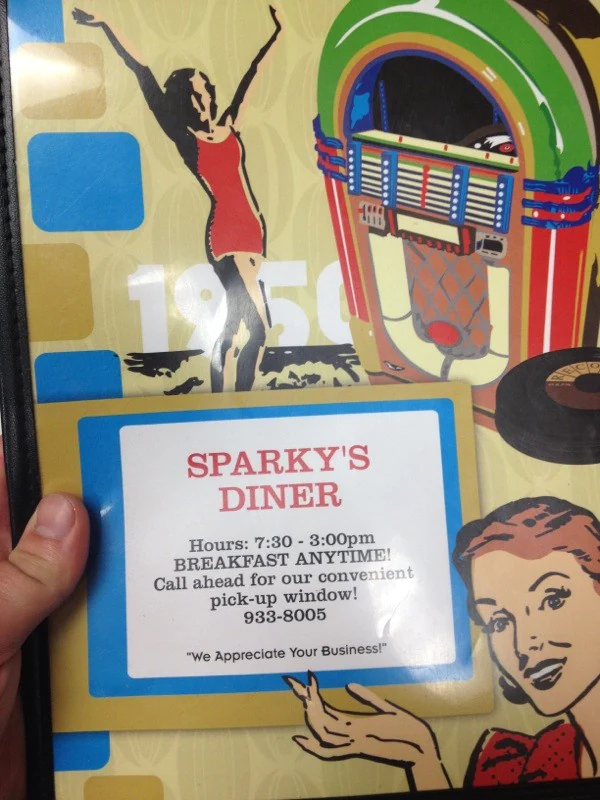 1950
SPARKY'S
DINER
Hours: 7:30 - 3:00pm
BREAKFAST ANYTIME!
Call ahead for our convenient
pick-up window!
933-8005
"We Appreciate Your Business!"